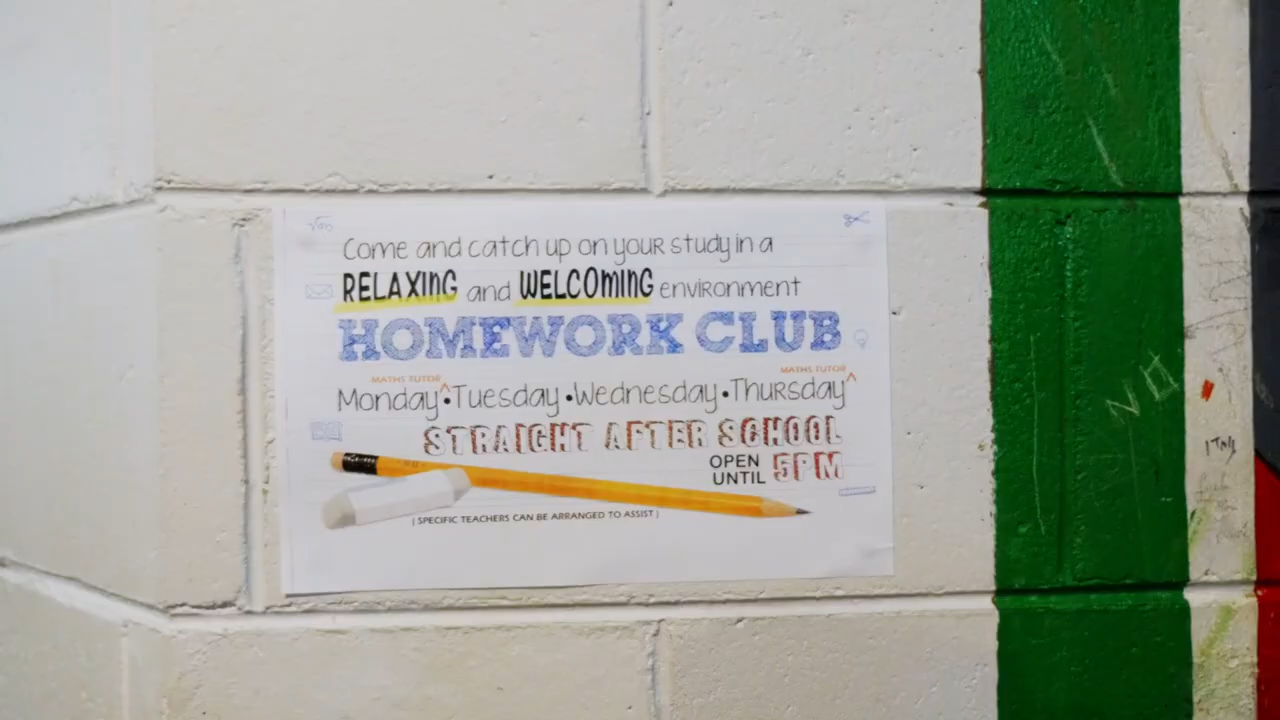 Come and catch up on your study in a
RELAXING and WELCOMING environment
HOMEWORK CLUB
MATHS TUTOR MATHS TUTOR
Monday•Tuesday•Wednesday•Thursday
STRAIGHT AFTER SCHOOL
OPEN UNTIL 5PM
( SPECIFIC TEACHERS CAN BE ARRANGED TO ASSIST )